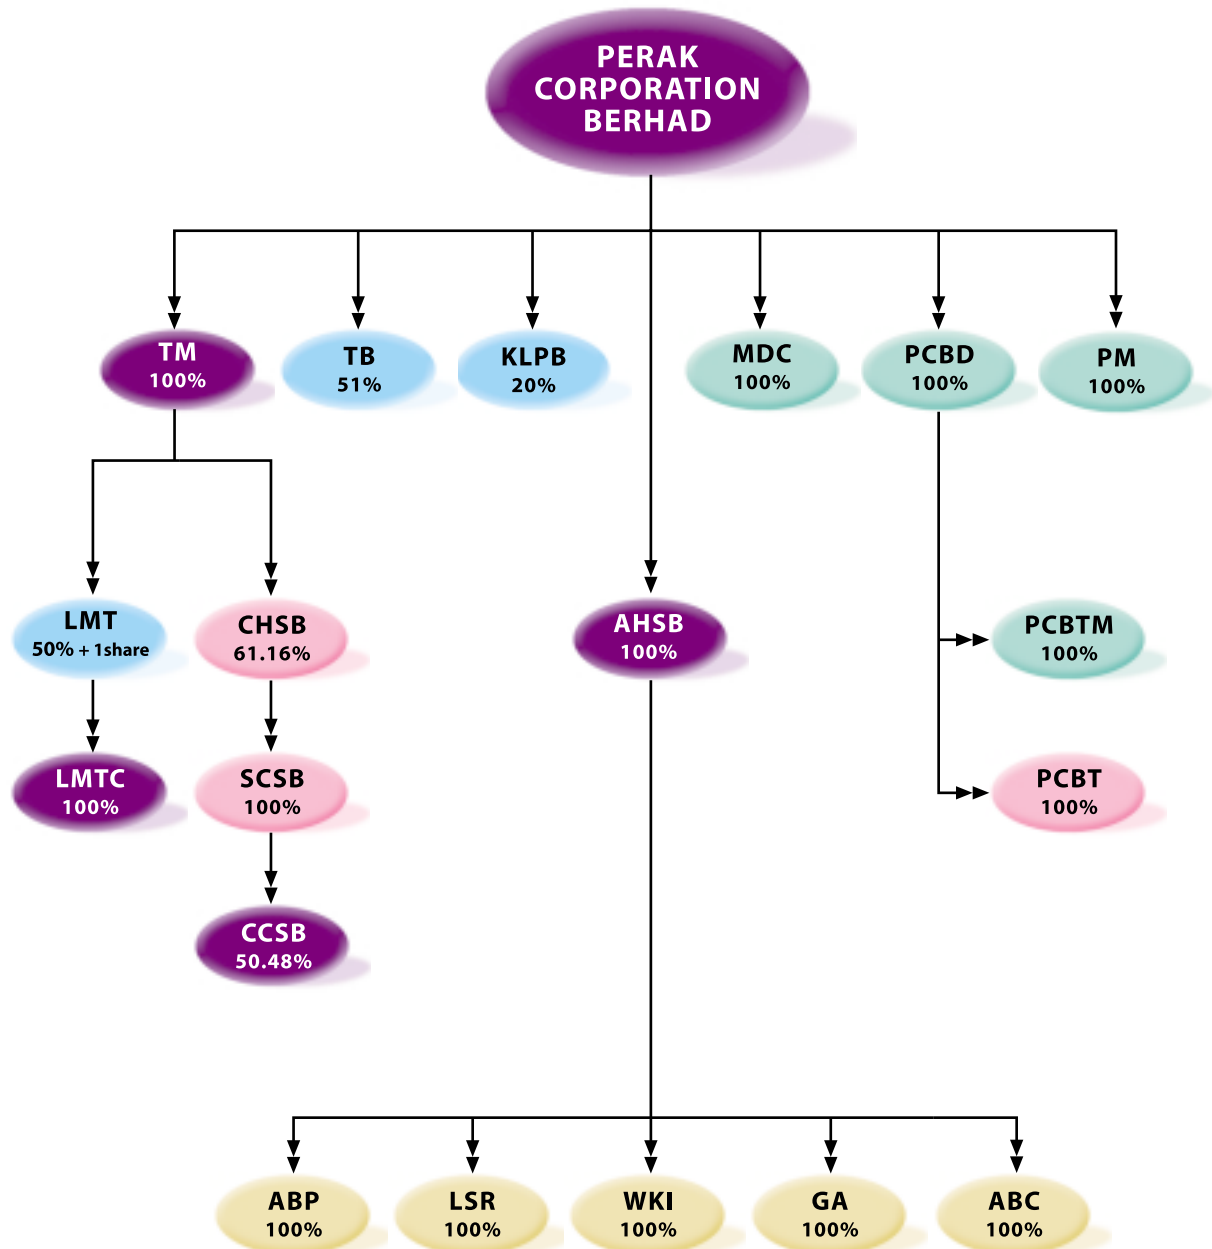 PERAK
CORPORATION
BERHAD
TM
100%
TB
51%
KLPB
20%
MDC
100%
PCBD
100%
PM
100%
LMT
50% + 1share
CHSB
61.16%
AHSB
100%
PCBTM
100%
LMTC
100%
SCSB
100%
PCBT
100%
CCSB
50.48%
ABP
100%
LSR
100%
WKI
100%
GA
100%
ABC
100%